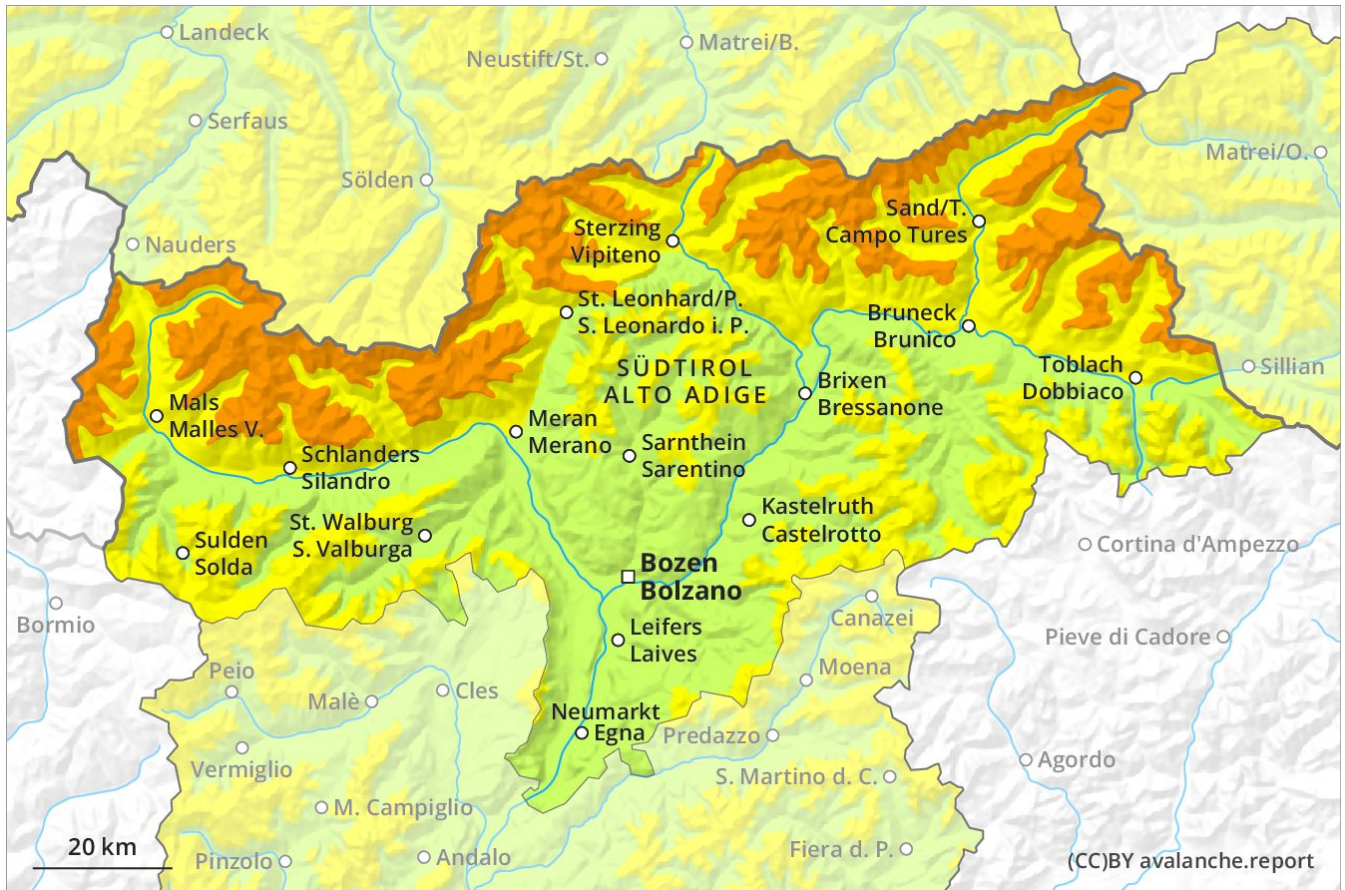 Landeck
Matrei/B.
Neustift/St.
Serfaus
Matrei/O.
Sölden
Sand/T.
Campo Tures
Nauders
Sterzing
Vipiteno
St. Leonhard/P.
S. Leonardo i. P.
Bruneck
Brunico
SÜDTIROL
ALTO ADIGE
Toblach
Dobbiaco
Sillian
Brixen
Bressanone
Mals
Malles V.
Meran
Merano
Sarnthein
Sarentino
Schlanders
Silandro
Kastelruth
Castelrotto
St. Walburg
S. Valburga
Sulden
Solda
Cortina d'Ampezzo
Bozen
Bolzano
Bormio
Canazei
Leifers
Laives
Pieve di Cadore
Peio
Moena
Malè
Cles
Neumarkt
Egna
Predazzo
Vermiglio
Agordo
S. Martino d. C.
M. Campiglio
20 km
Pinzolo
Andalo
Fiera d. P.
(CC)BY avalanche.report